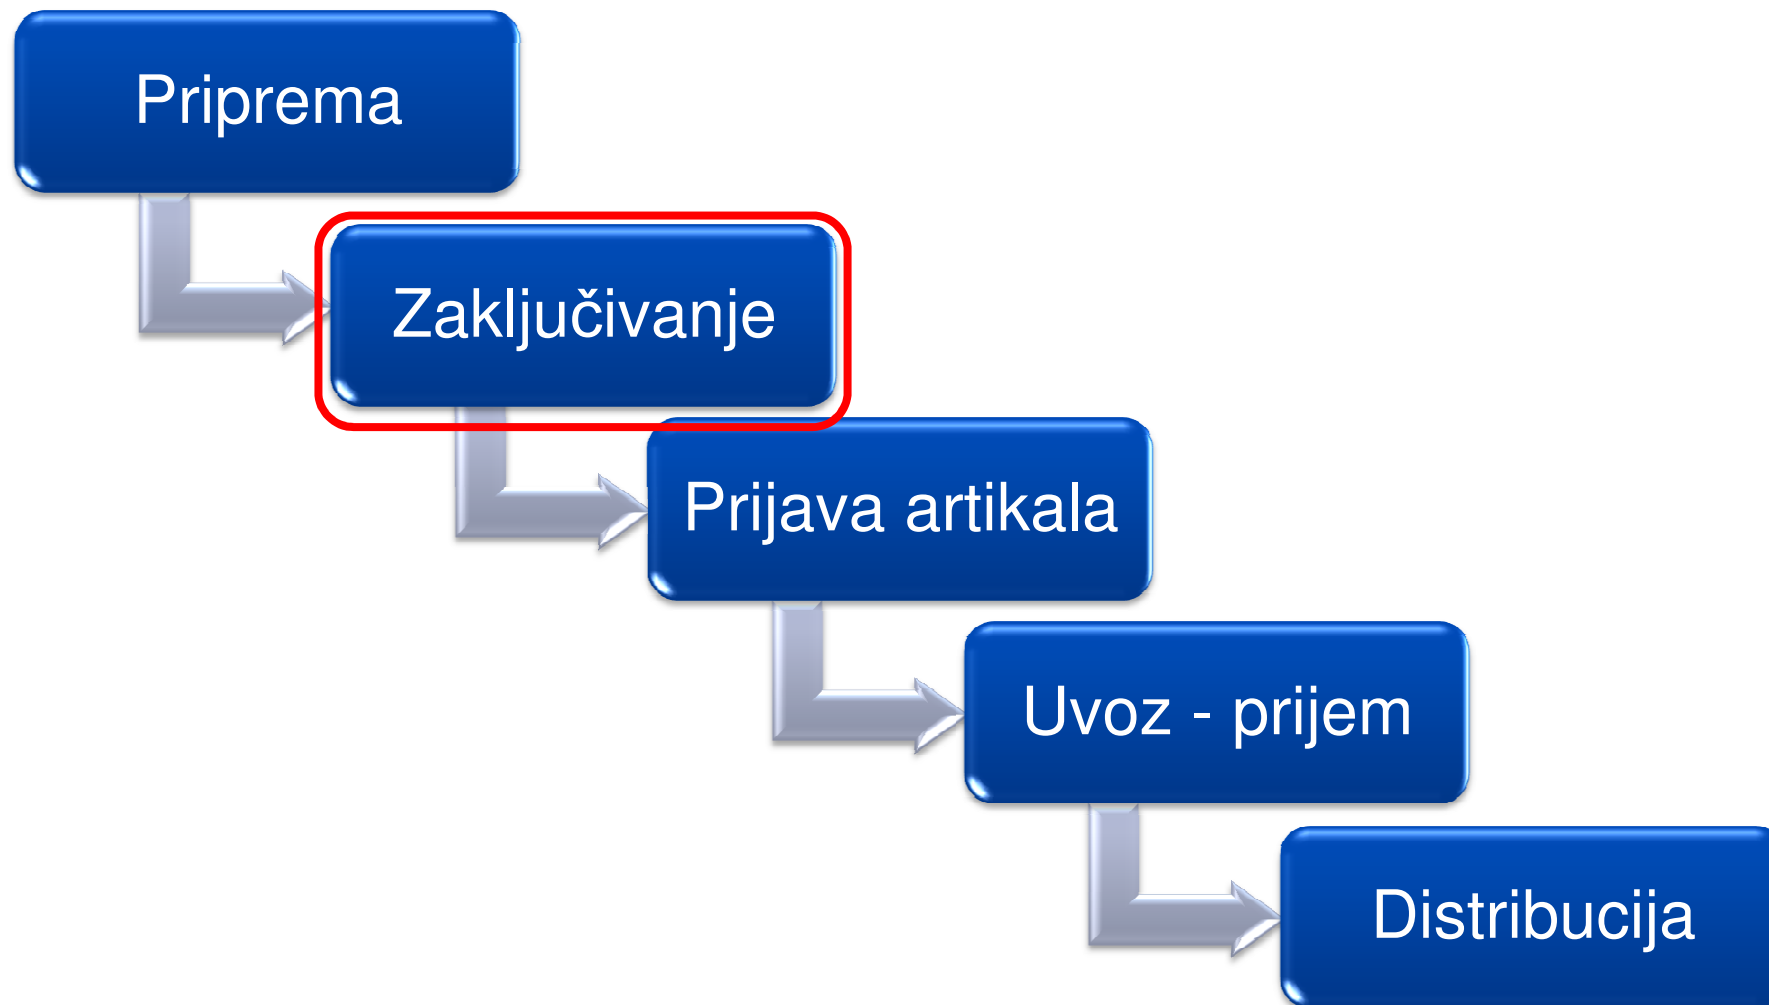 Priprema
Zaključivanje
Prijava artikala
Uvoz - prijem
Distribucija